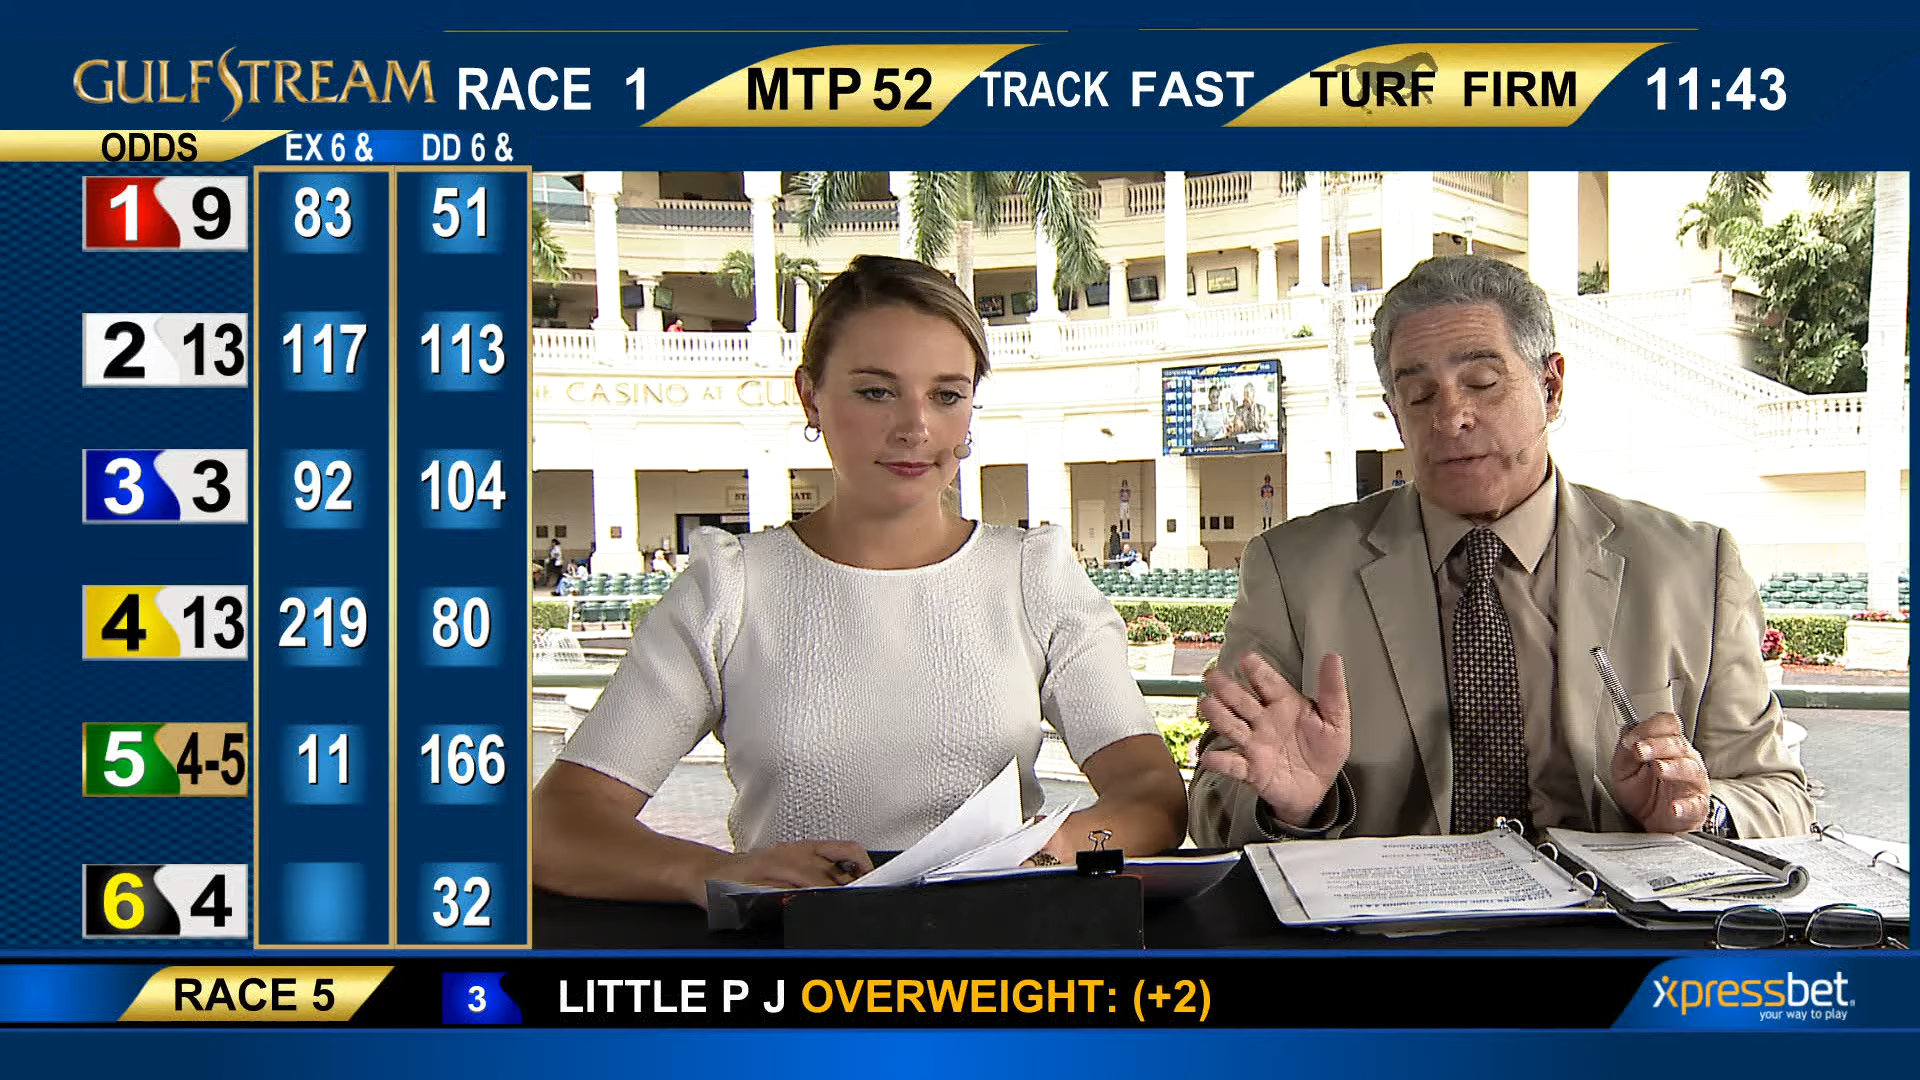 GULFSTREAM RACE 1 MTP 52 TRACK FAST TURF FIRM 11:43
ODDS EX 6 & DD 6 &
1 9 83 51
2 13 117 113
3 3 92 104
4 13 219 80
5 4-5 11 166
6 4 32
CASINO AT GU
RACE 5 3 LITTLE P J OVERWEIGHT: (+2)
xpressbet
your way to play